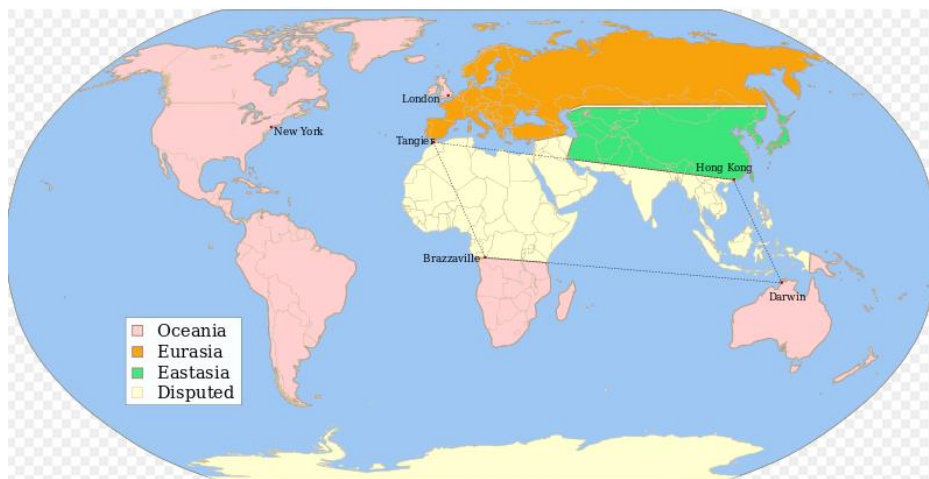 London
New York
Tangier
Hong Kong
Brazzaville
Darwin
Oceania
Eurasia
Eastasia
Disputed